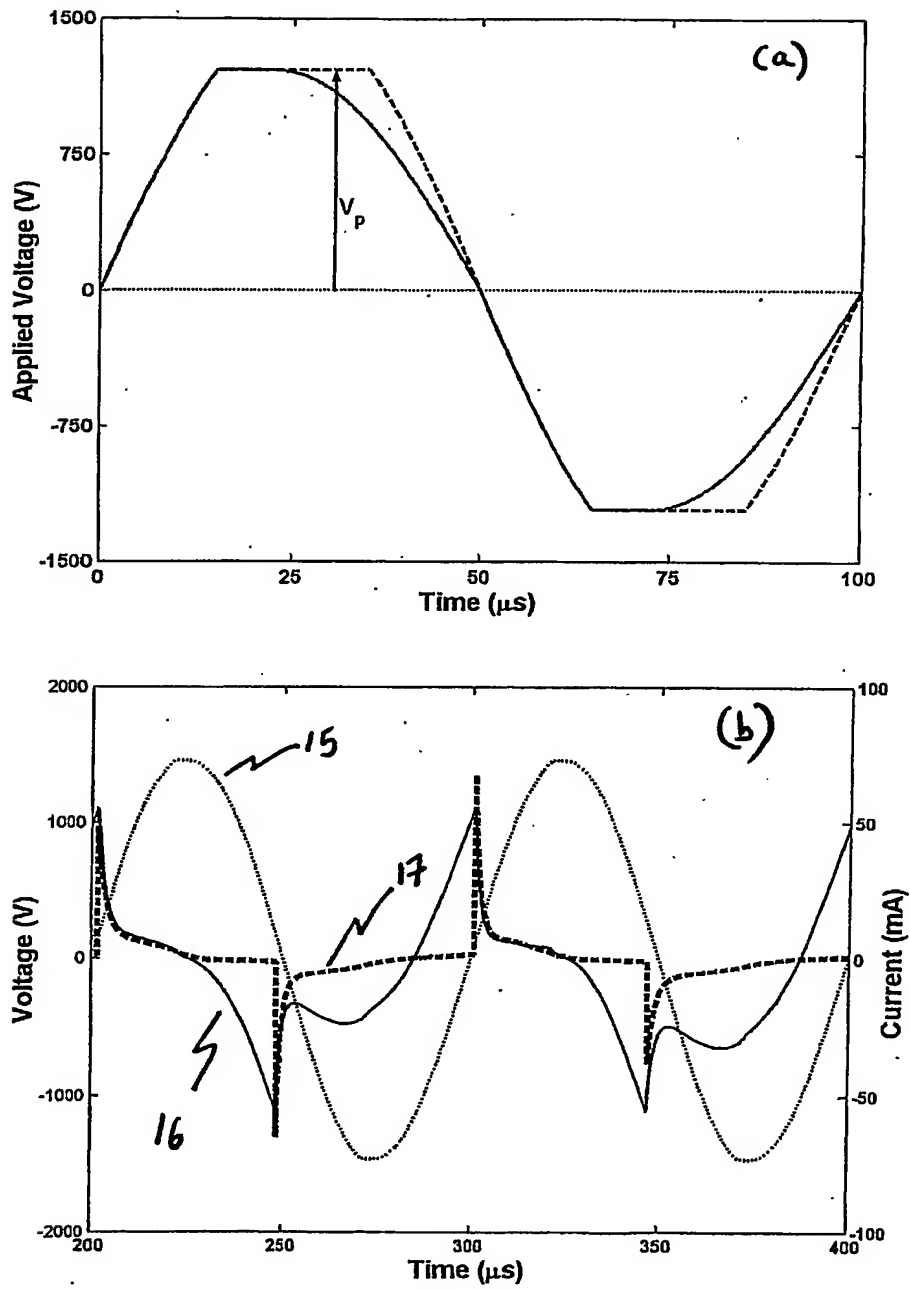 1500
(a)
750
V_p
0
-750
-1500
Applied Voltage (V)
0 25 50 75 100
Time (μs)
2000 100
(b)
15
1000 50
17
0 0
Voltage (V)
Current (mA)
-1000 -50
16
-2000 -100
200 250 300 350 400
Time (μs)